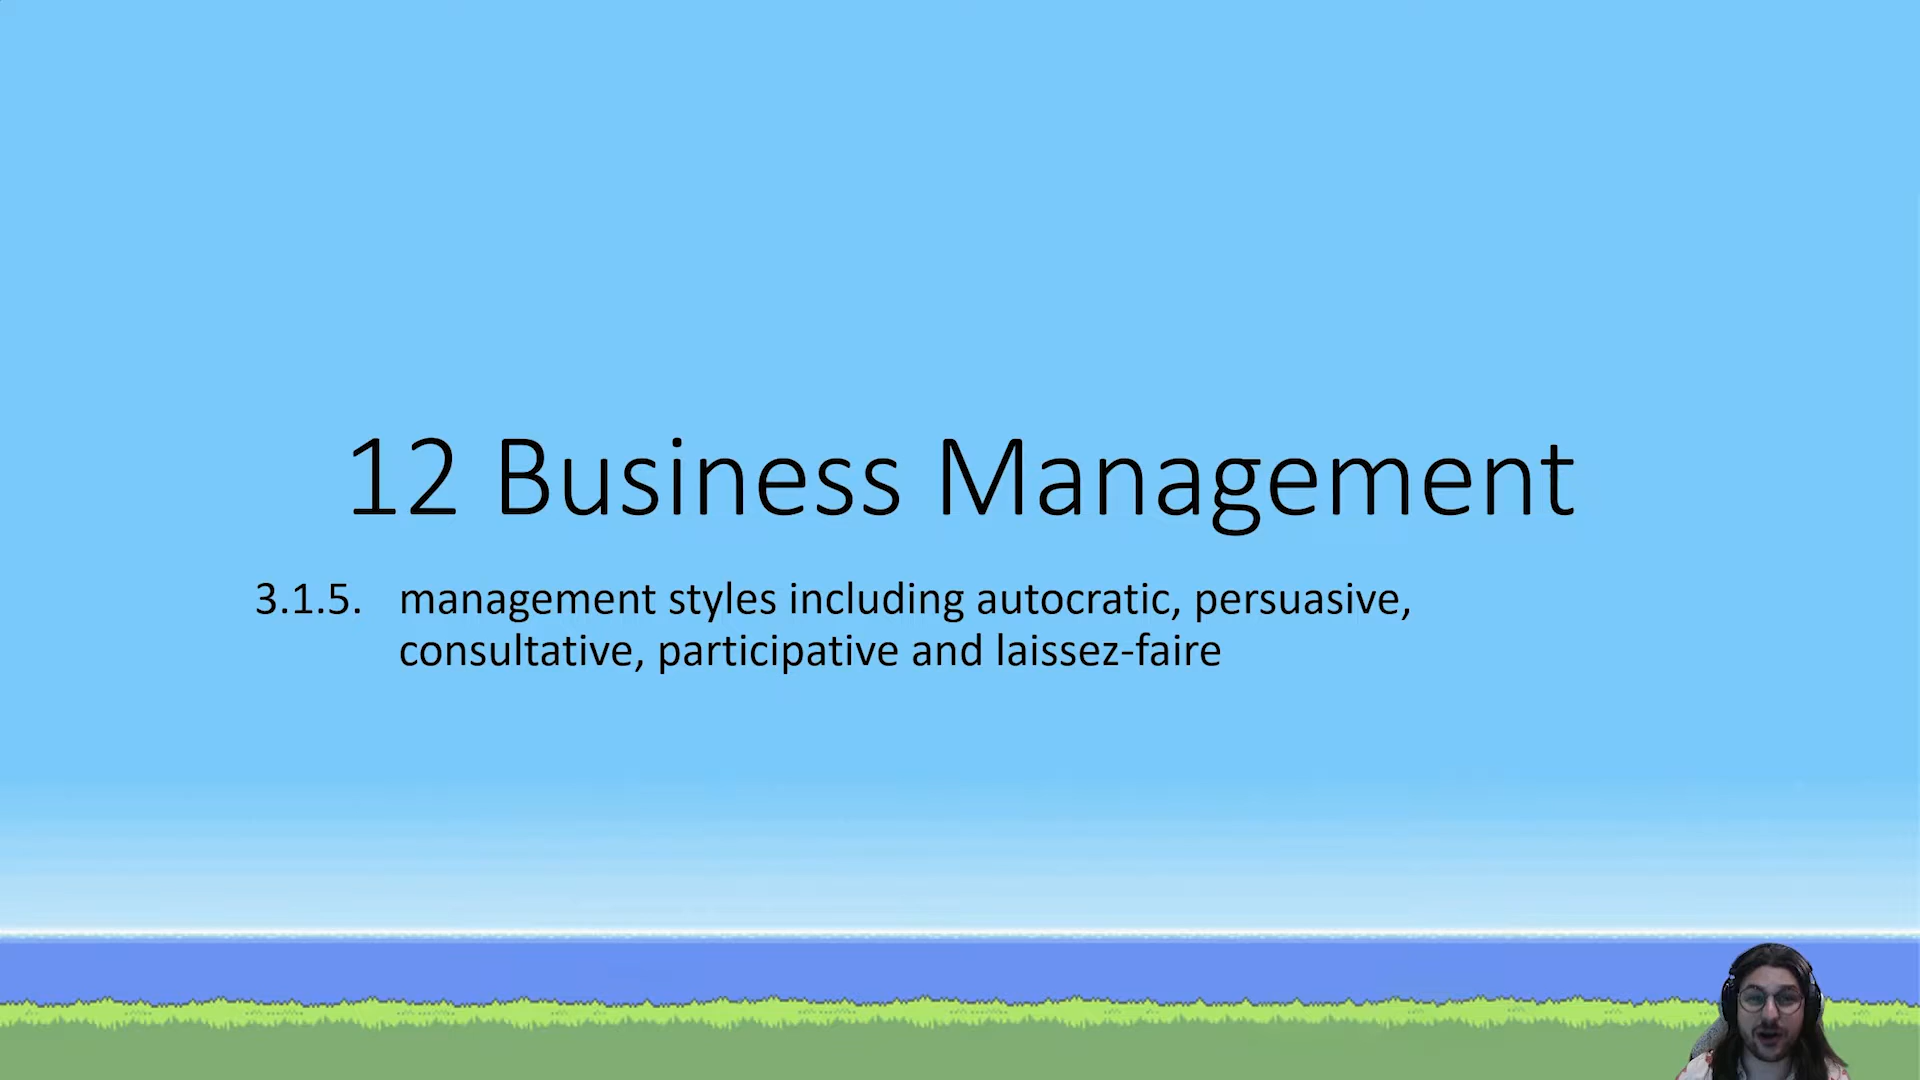 12 Business Management
3.1.5. management styles including autocratic, persuasive,
consultative, participative and laissez-faire